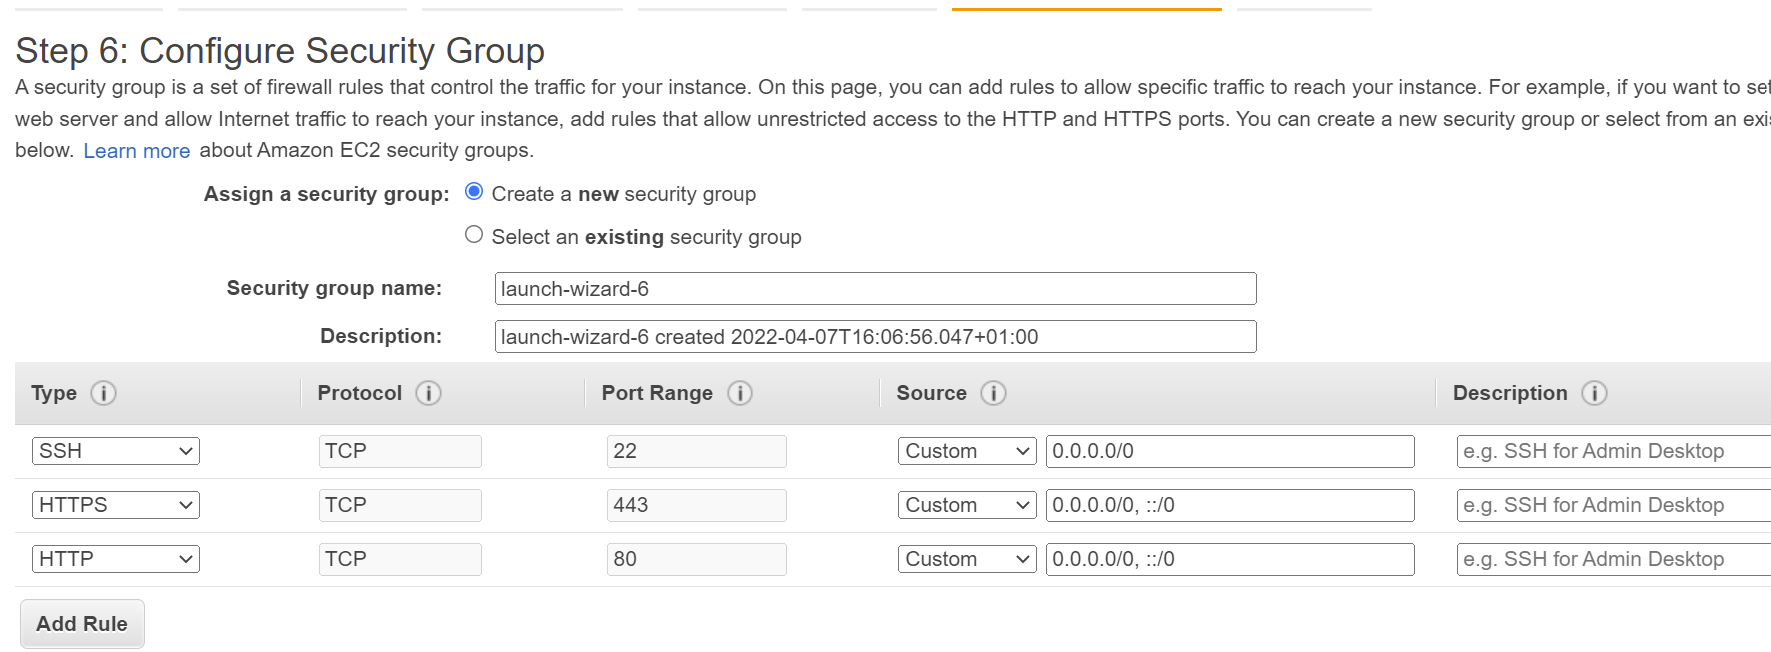 Step 6: Configure Security Group
A security group is a set of firewall rules that control the traffic for your instance. On this page, you can add rules to allow specific traffic to reach your instance. For example, if you want to set
web server and allow Internet traffic to reach your instance, add rules that allow unrestricted access to the HTTP and HTTPS ports. You can create a new security group or select from an
below. Learn more about Amazon EC2 security groups.
Assign a security group: Create a new security group
Select an existing security group
Security group name: launch-wizard-6
Description: launch-wizard-6 created 2022-04-07T16:06:56.047+01:00
Type Protocol Port Range Source Description
SSH TCP 22 Custom 0.0.0.0/0 e.g. SSH for Admin Desktop
HTTPS TCP 443 Custom 0.0.0.0/0, ::/0 e.g. SSH for Admin Desktop
HTTP TCP 80 Custom 0.0.0.0/0, ::/0 e.g. SSH for Admin Desktop
Add Rule